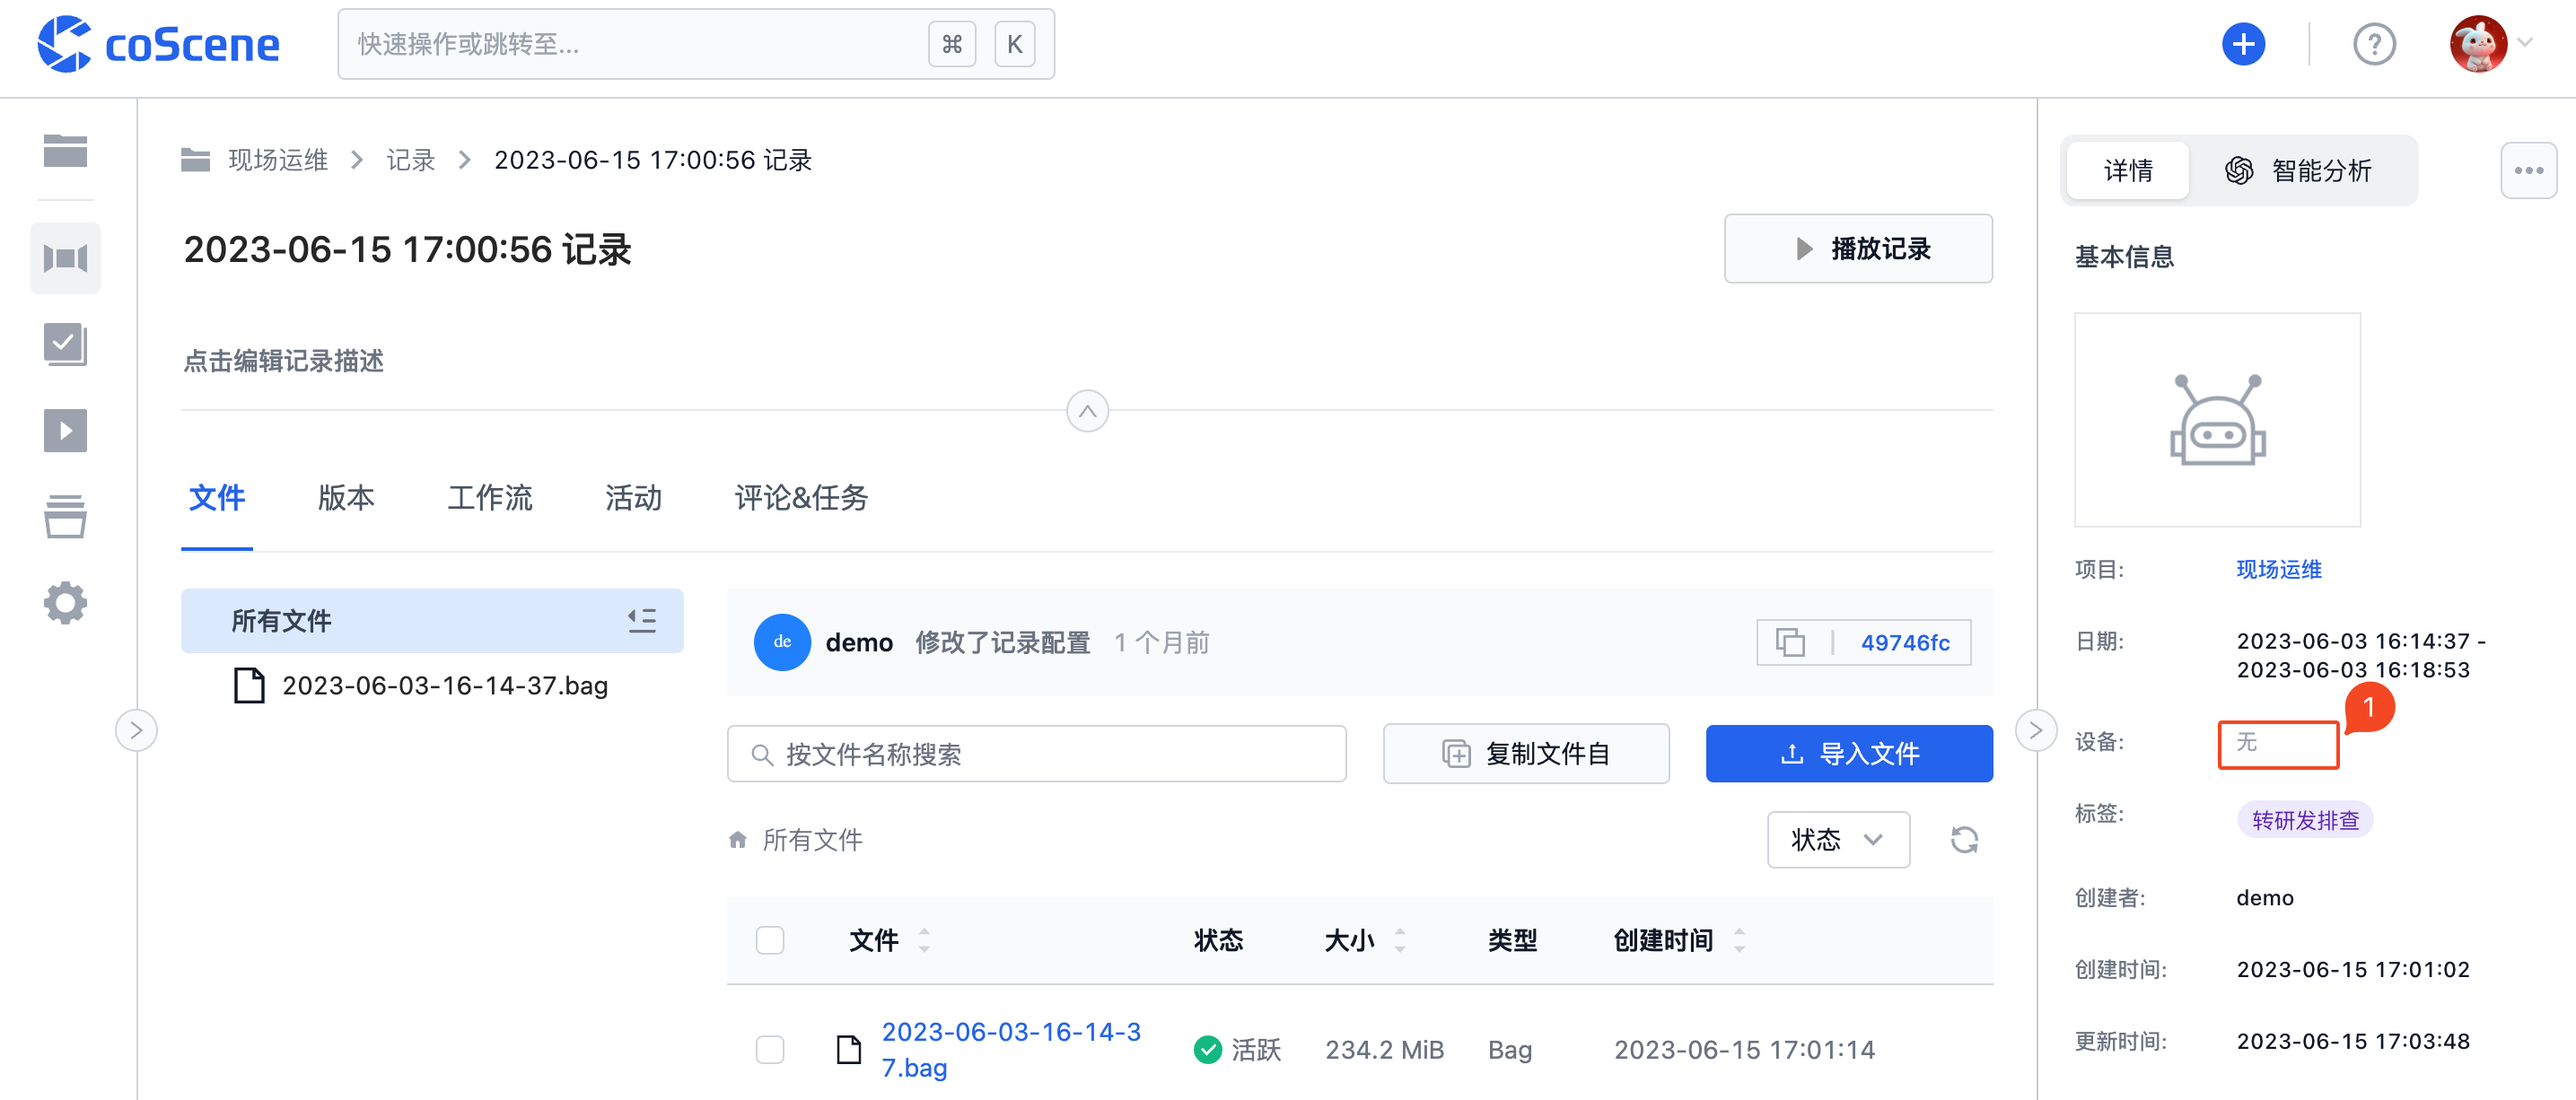 coScene
快速操作或跳转至...
⌘ K
现场运维 > 记录 > 2023-06-15 17:00:56 记录
2023-06-15 17:00:56 记录
播放记录
点击编辑记录描述
文件 版本 工作流 活动 评论&任务
所有文件
2023-06-03-16-14-37.bag
de demo 修改了记录配置 1 个月前
49746fc
按文件名称搜索
复制文件自
导入文件
所有文件
状态
文件 状态 大小 类型 创建时间
2023-06-03-16-14-3
7.bag
活跃 234.2 MiB Bag 2023-06-15 17:01:14
详情 智能分析
基本信息
项目: 现场运维
日期: 2023-06-03 16:14:37 -
2023-06-03 16:18:53
1
设备: 无
标签: 转研发排查
创建者: demo
创建时间: 2023-06-15 17:01:02
更新时间: 2023-06-15 17:03:48